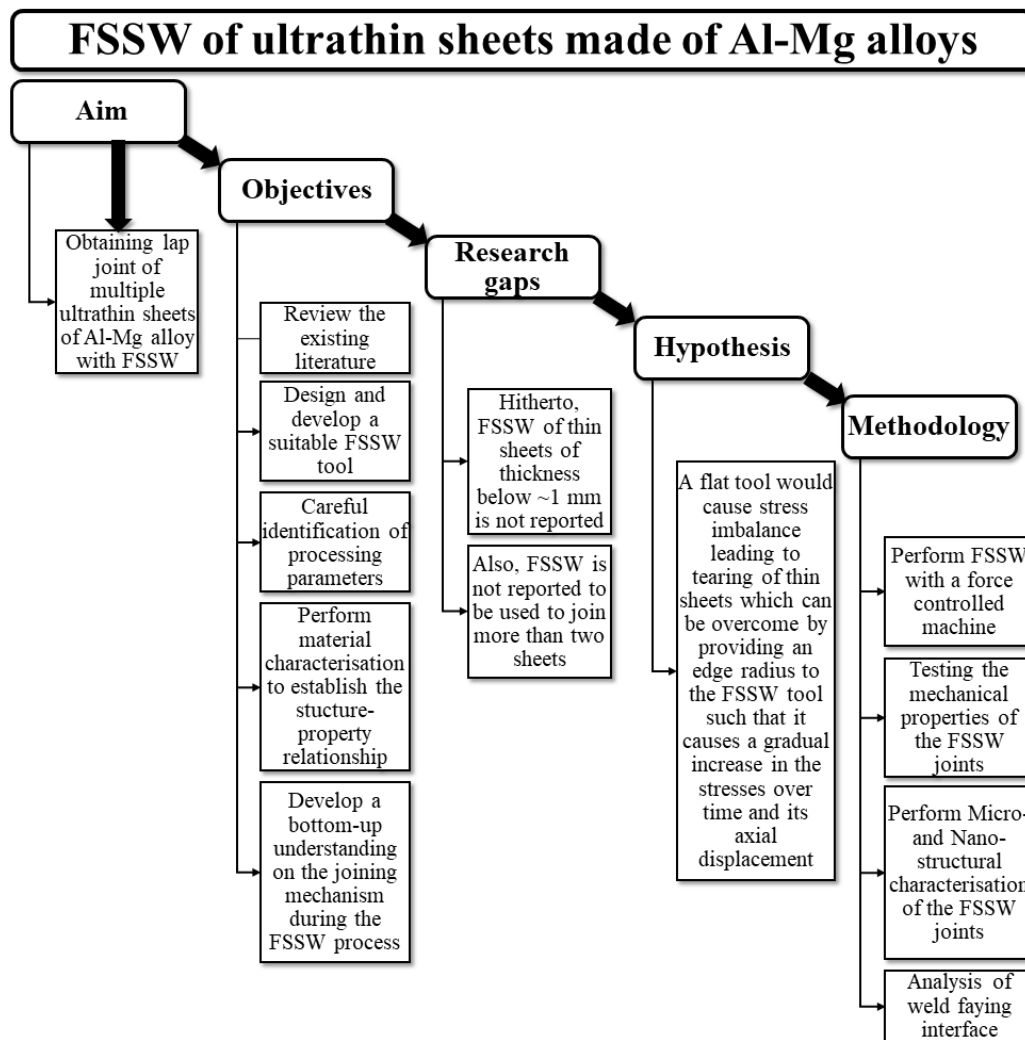 FSSW of ultrathin sheets made of Al-Mg alloys
Aim
Obtaining lap
joint of
multiple
ultrathin sheets
of Al-Mg alloy
with FSSW
Objectives
Review the
existing
literature
Design and
develop a
suitable FSSW
tool
Careful
identification of
processing
parameters
Perform
material
characterisation
to establish the
stucture-
property
relationship
Develop a
bottom-up
understanding
on the joining
mechanism
during the
FSSW process
Research
gaps
Hitherto,
FSSW of thin
sheets of
thickness
below ~1 mm
is not reported
Also, FSSW is
not reported to
be used to join
more than two
sheets
Hypothesis
A flat tool would
cause stress
imbalance
leading to
tearing of thin
sheets which can
be overcome by
providing an
edge radius to
the FSSW tool
such that it
causes a gradual
increase in the
stresses over
time and its
axial
displacement
Methodology
Perform FSSW
with a force
controlled
machine
Testing the
mechanical
properties of
the FSSW
joints
Perform Micro-
and Nano-
structural
characterisation
of the FSSW
joints
Analysis of
weld faying
interface